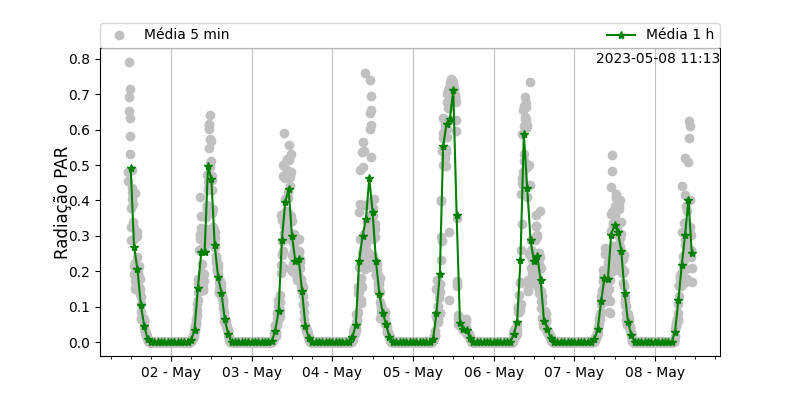 Média 5 min
Média 1 h
2023-05-08 11:13
Radiação PAR
0.8
0.7
0.6
0.5
0.4
0.3
0.2
0.1
0.0
02 - May
03 - May
04 - May
05 - May
06 - May
07 - May
08 - May